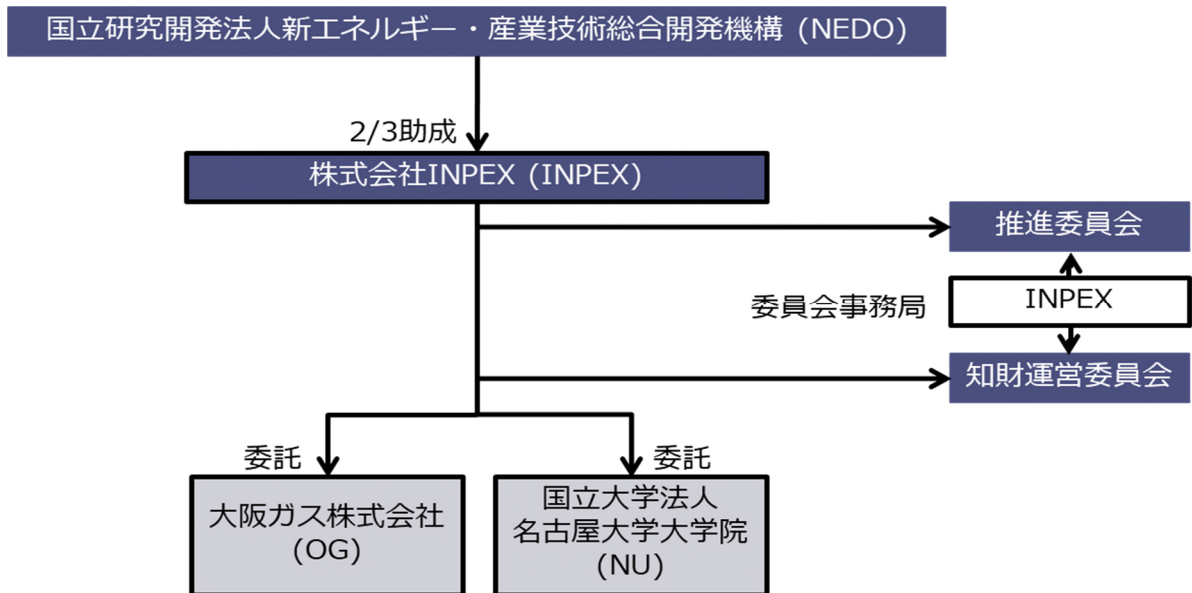 国立研究開発法人新エネルギー・産業技術総合開発機構 (NEDO)
2/3助成
株式会社INPEX (INPEX)
推進委員会
委員会事務局
INPEX
知財運営委員会
委託
委託
大阪ガス株式会社
(OG)
国立大学法人
名古屋大学大学院
(NU)